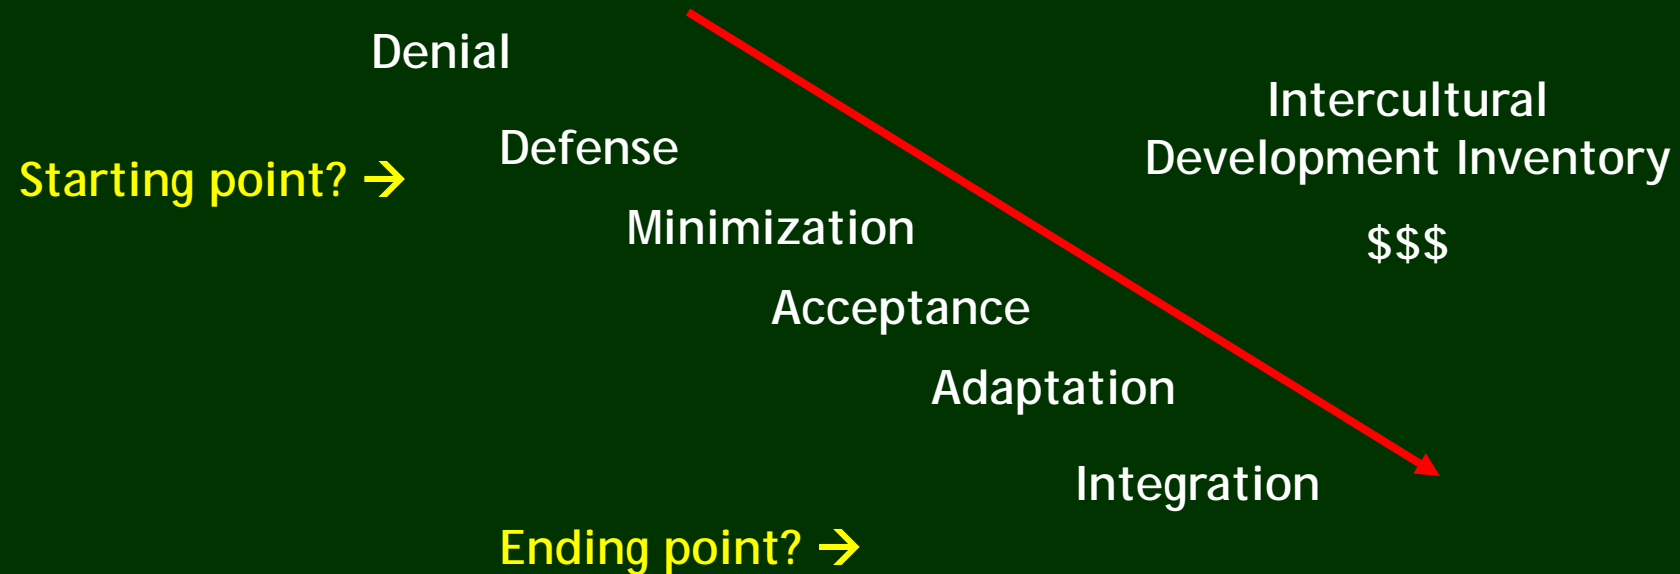 Denial
Defense
Starting point? →
Minimization
Acceptance
Adaptation
Integration
Ending point? →
Intercultural
Development Inventory
$$$